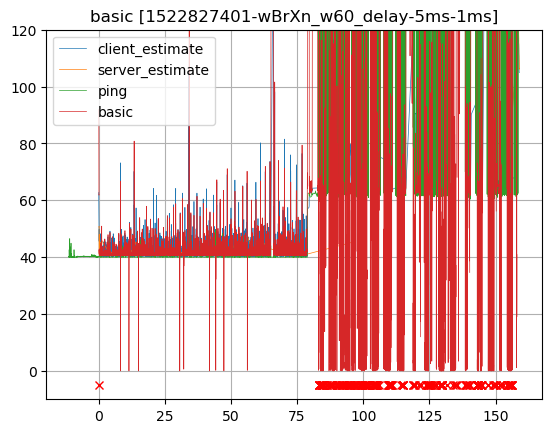 basic [1522827401-wBrXn_w60_delay-5ms-1ms]
120
client_estimate
server_estimate
100
ping
basic
80
60
40
20
0
0 25 50 75 100 125 150